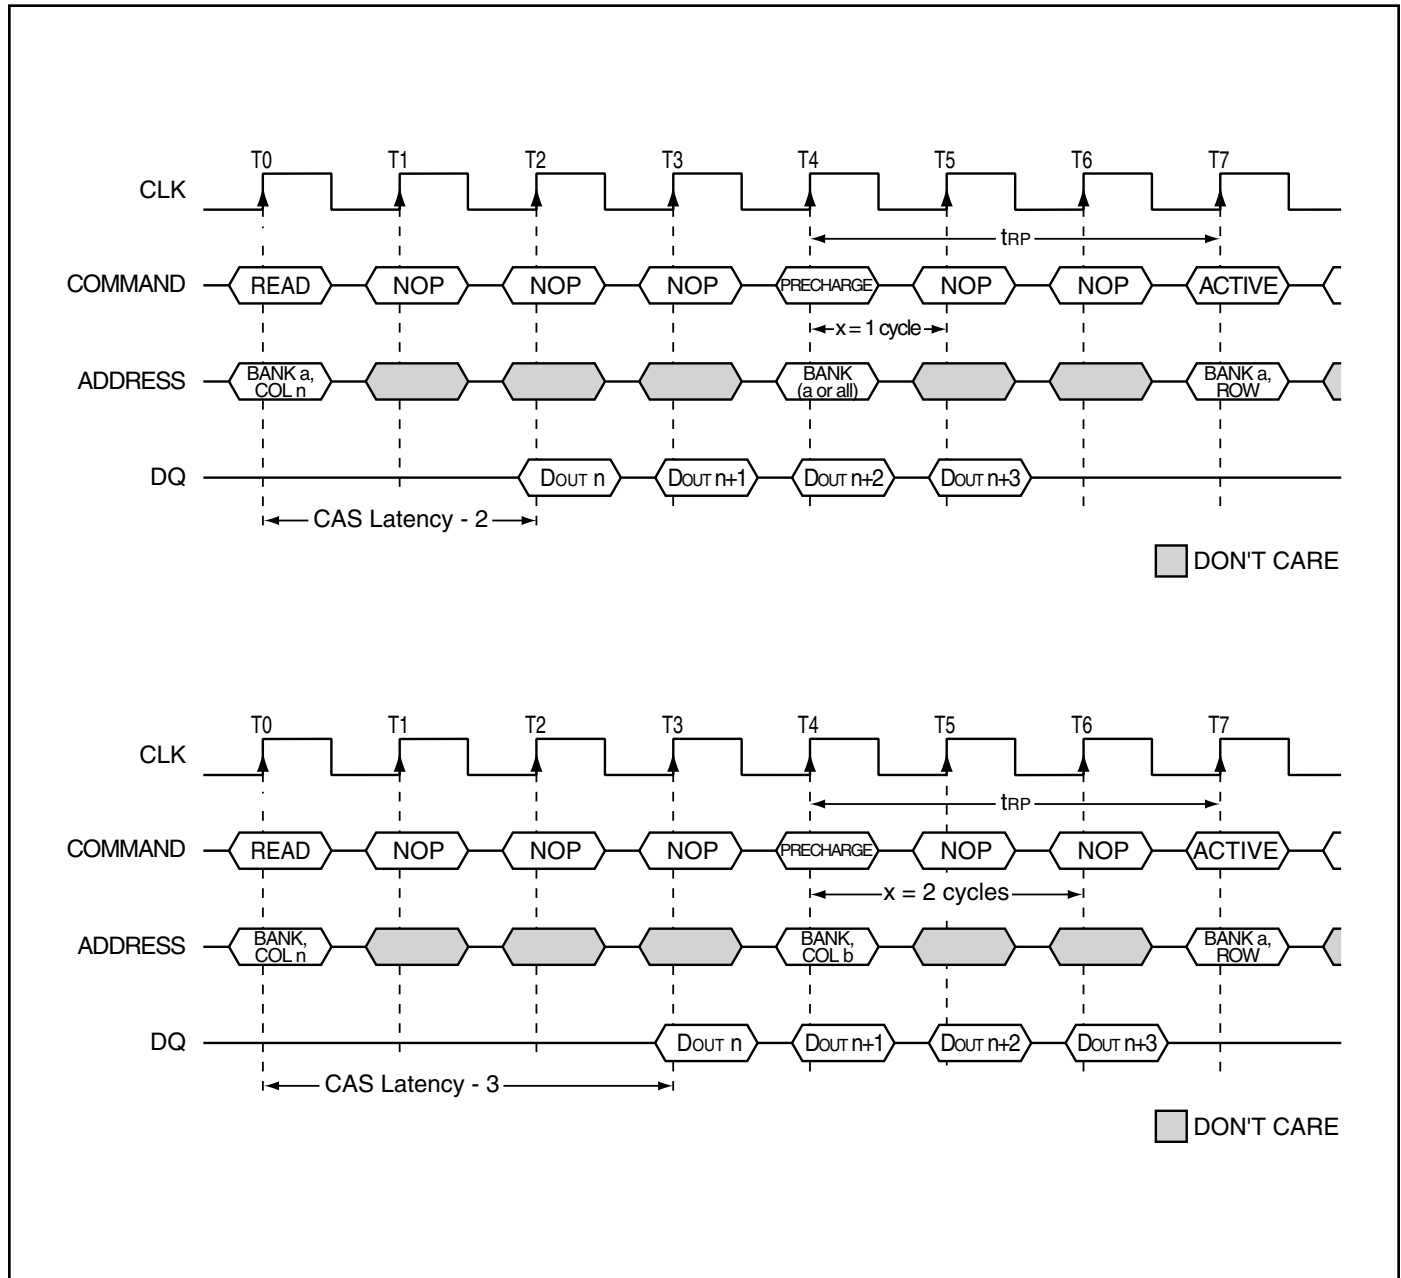 T0 T1 T2 T3 T4 T5 T6 T7
CLK
tRP
COMMAND READ NOP NOP NOP PRECHARGE NOP NOP ACTIVE
x = 1 cycle
ADDRESS BANK a, COL n BANK (a or all) BANK a, ROW
DQ DOUT n DOUT n+1 DOUT n+2 DOUT n+3
CAS Latency - 2
DON'T CARE
T0 T1 T2 T3 T4 T5 T6 T7
CLK
tRP
COMMAND READ NOP NOP NOP PRECHARGE NOP NOP ACTIVE
x = 2 cycles
ADDRESS BANK, COL n BANK, COL b BANK a, ROW
DQ DOUT n DOUT n+1 DOUT n+2 DOUT n+3
CAS Latency - 3
DON'T CARE